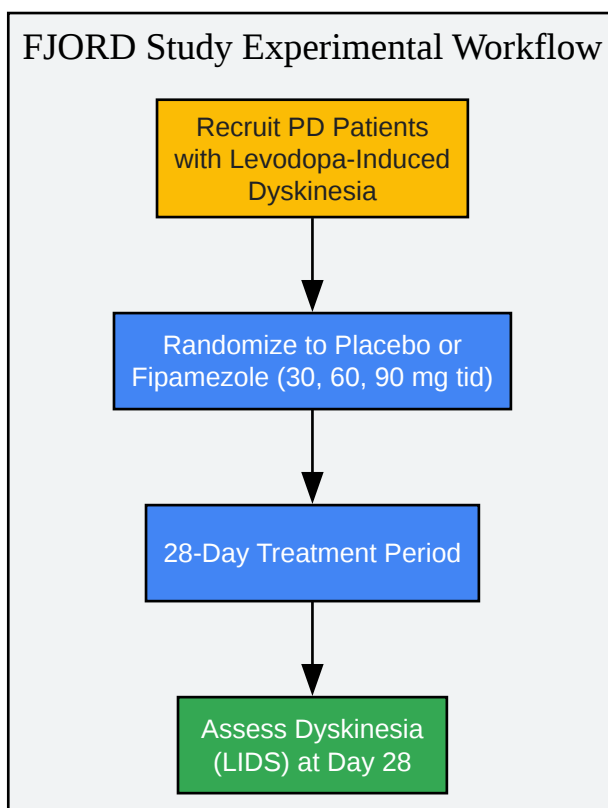 FJORD Study Experimental Workflow
Recruit PD Patients
with Levodopa-Induced
Dyskinesia
Randomize to Placebo or
Fipamezole (30, 60, 90 mg tid)
28-Day Treatment Period
Assess Dyskinesia
(LIDS) at Day 28